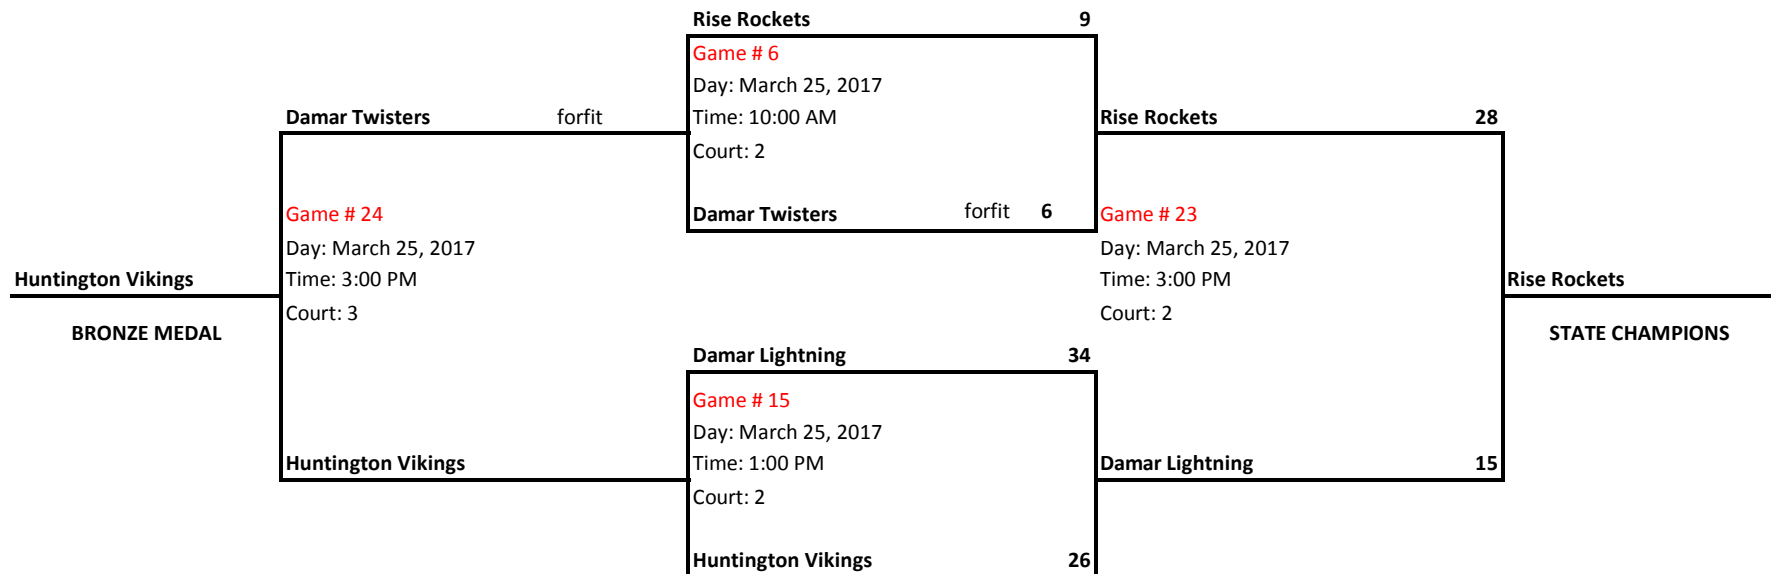 Rise Rockets 9
Game # 6
Day: March 25, 2017
Damar Twisters forfit Time: 10:00 AM Rise Rockets 28
Court: 2
Game # 24 Damar Twisters forfit 6 Game # 23
Day: March 25, 2017 Day: March 25, 2017
Huntington Vikings Time: 3:00 PM Time: 3:00 PM Rise Rockets
Court: 3 Court: 2
BRONZE MEDAL STATE CHAMPIONS
Damar Lightning 34
Game # 15
Day: March 25, 2017
Huntington Vikings Time: 1:00 PM Damar Lightning 15
Court: 2
Huntington Vikings 26